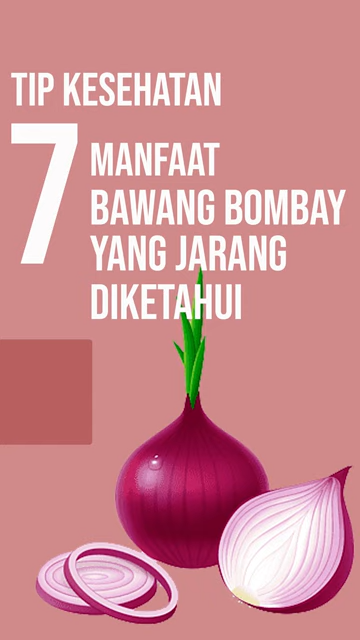 TIP KESEHATAN
7
MANFAAT
BAWANG BOMBAY
YANG JARANG
DIKETAHUI